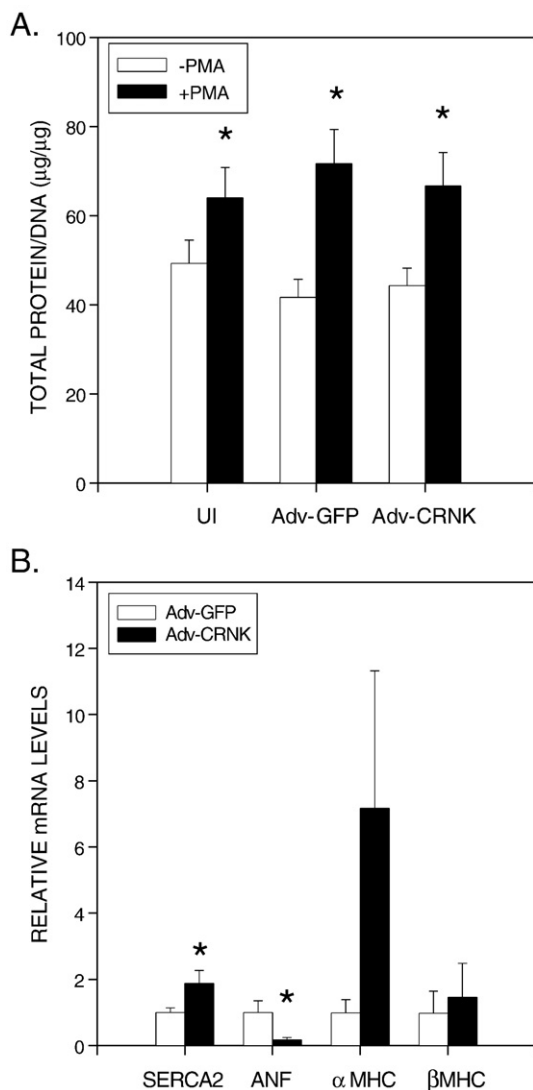 A.
100
80
60
40
20
0
TOTAL PROTEIN/DNA (µg/µg)
-PMA
+PMA
*
*
*
UI Adv-GFP Adv-CRNK
B.
14
12
10
8
6
4
2
0
RELATIVE mRNA LEVELS
Adv-GFP
Adv-CRNK
*
*
SERCA2 ANF αMHC βMHC